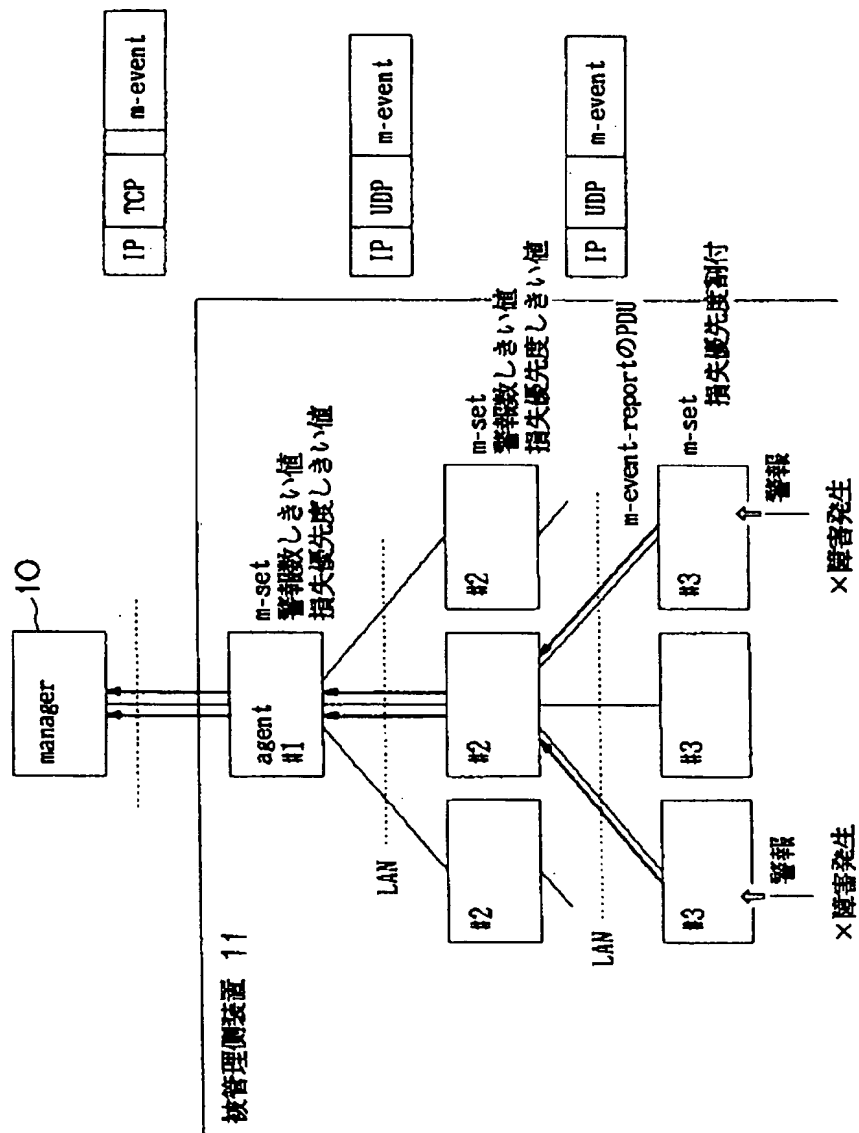 manager
10
IP TCP m-event
被管理側装置 11
agent
#1
m-set
警報数しきい値
損失優先度しきい値
LAN
IP UDP m-event
#2
#2
#2
m-set
警報数しきい値
損失優先度しきい値
LAN
m-event-reportのPDU
IP UDP m-event
#3
#3
#3
m-set
損失優先度割付
警報
警報
×障害発生
×障害発生